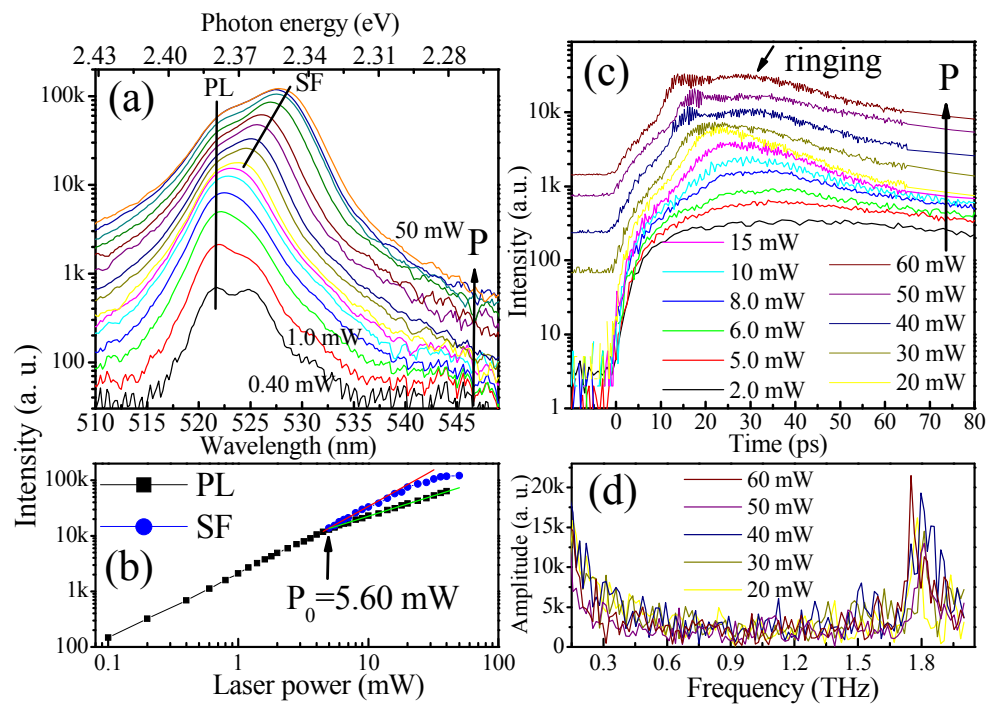 Photon energy (eV)
2.43 2.40 2.37 2.34 2.31 2.28
(a)
PL
SF
100k
10k
1k
100
50 mW
P
1.0 mW
0.40 mW
510 515 520 525 530 535 540 545
Wavelength (nm)
Intensity (a. u.)
(c)
ringing
P
10k
1k
100
10
1
Intensity (a.u.)
15 mW
10 mW
8.0 mW
6.0 mW
5.0 mW
2.0 mW
60 mW
50 mW
40 mW
30 mW
20 mW
0 10 20 30 40 50 60 70 80
Time (ps)
100k
10k
1k
100
PL
SF
(b)
P0=5.60 mW
0.1 1 10 100
Laser power (mW)
(d)
20k
15k
10k
5k
0
Amplitude (a. u.)
60 mW
50 mW
40 mW
30 mW
20 mW
0.3 0.6 0.9 1.2 1.5 1.8
Frequency (THz)